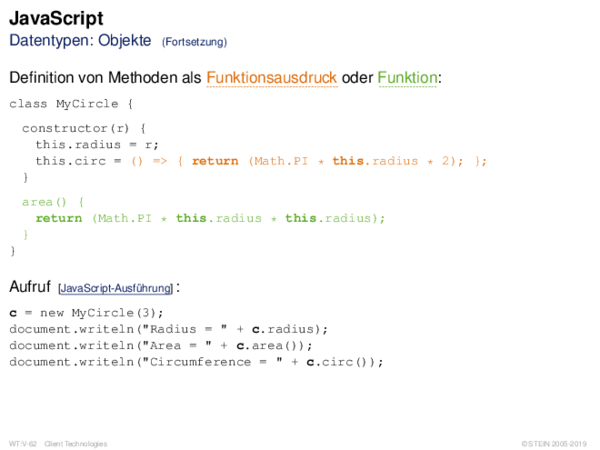 JavaScript
Datentypen: Objekte (Fortsetzung)
Definition von Methoden als Funktionsausdruck oder Funktion:
class MyCircle {
constructor(r) {
this.radius = r;
this.circ = () => { return (Math.PI * this.radius * 2); };
}
area() {
return (Math.PI * this.radius * this.radius);
}
}
Aufruf [JavaScript-Ausführung] :
c = new MyCircle(3);
document.writeln("Radius = " + c.radius);
document.writeln("Area = " + c.area());
document.writeln("Circumference = " + c.circ());
WT:V-62 Client Technologies © STEIN 2005-2019